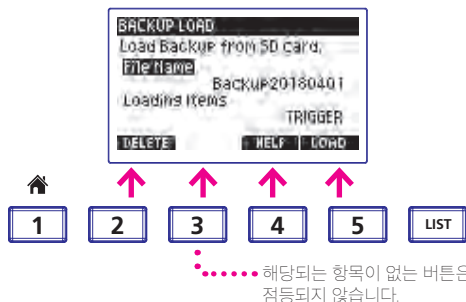 BACKUP LOAD
Load Backup from SD card.
File Name
Backup20180401
Loading Items
TRIGGER
DELETE HELP LOAD
1 2 3 4 5 LIST
해당되는 항목이 없는 버튼은
점등되지 않습니다.